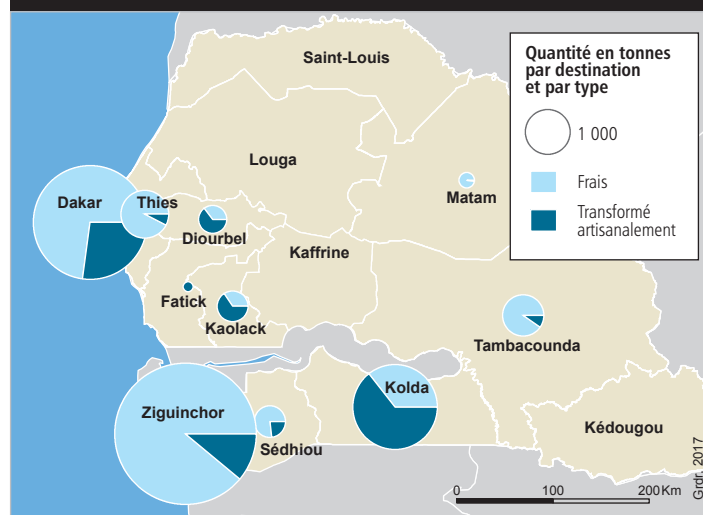 Saint-Louis
Louga
Matam
Dakar
Thies
Diourbel
Kaffrine
Fatick
Kaolack
Tambacounda
Ziguinchor
Sédhiou
Kolda
Kédougou
Quantité en tonnes
par destination
et par type
1 000
Frais
Transformé
artisanalement
0 100 200 Km
Grdr. 2017